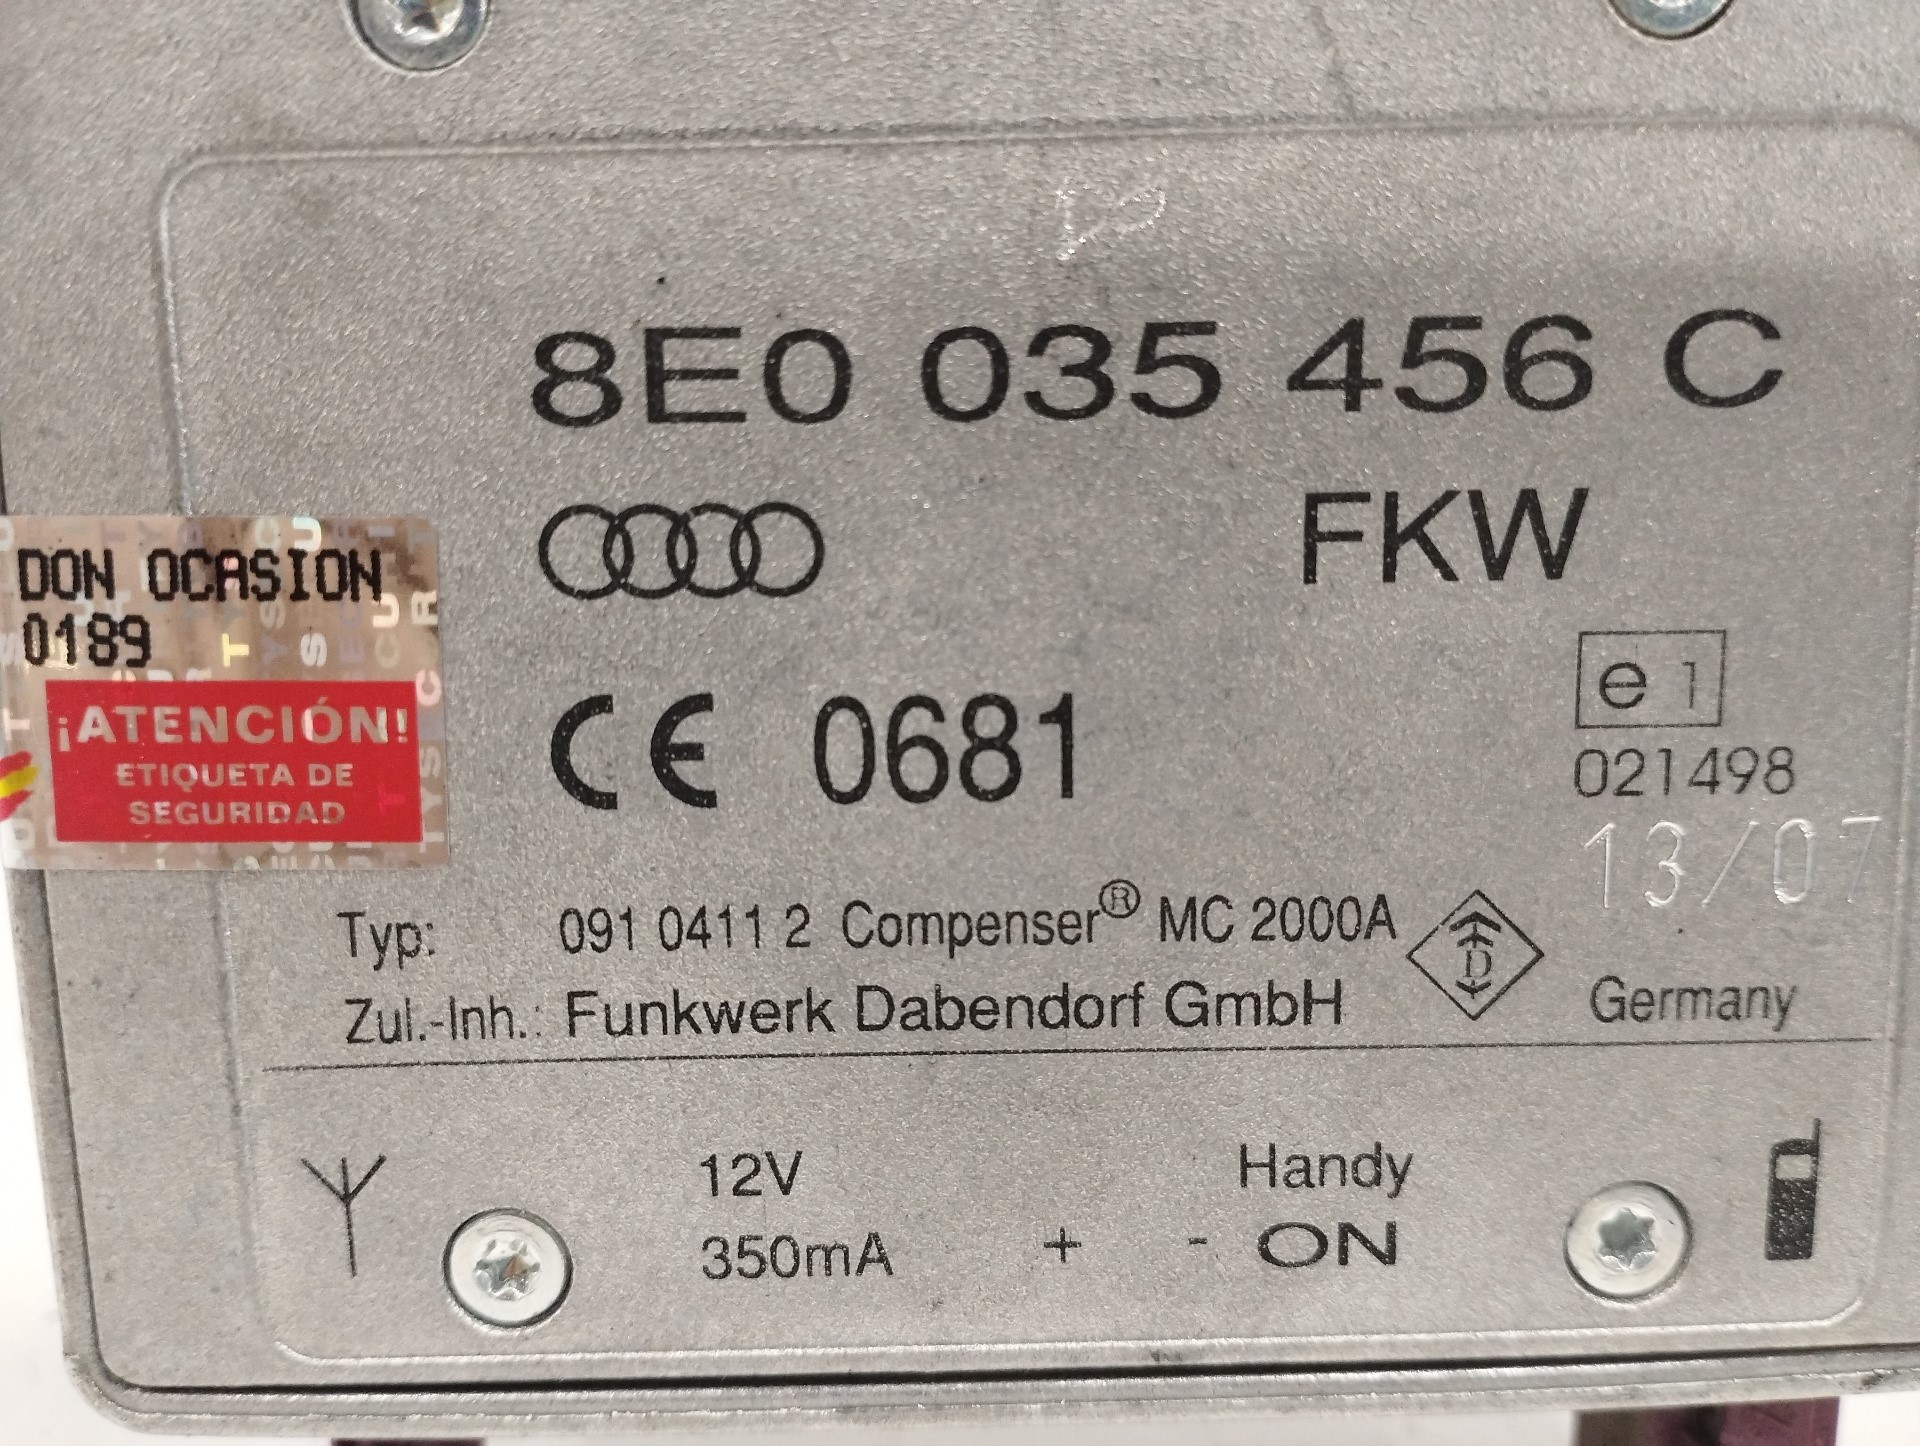 8E0 035 456 C
FKW
DON OCASION
0189
¡ATENCIÓN!
ETIQUETA DE
SEGURIDAD
CE 0681
e1
021498
13/07
Typ: 091 0411 2 Compenser® MC 2000A
D
Zul.-Inh.: Funkwerk Dabendorf GmbH
Germany
12V
Handy
350mA + - ON